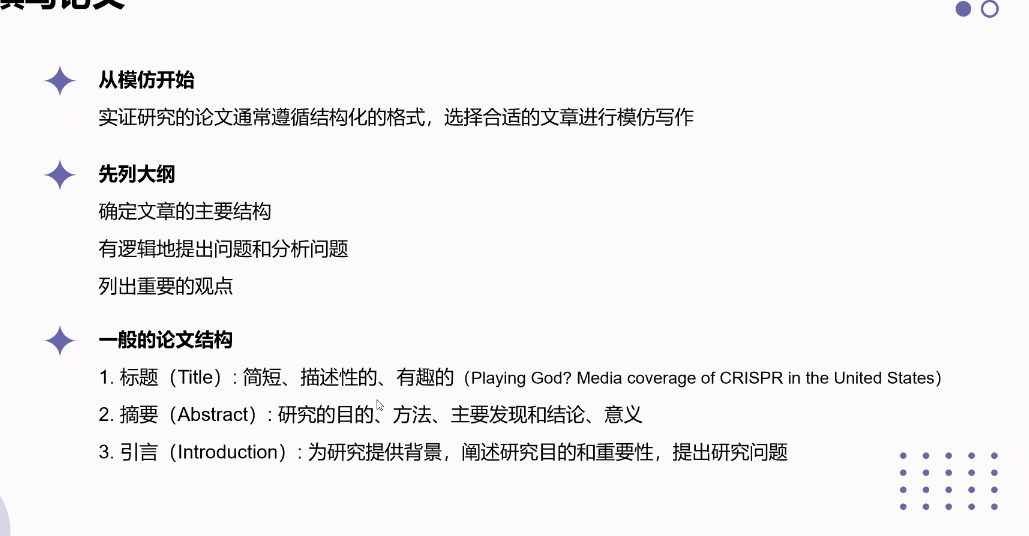 写论文
从模仿开始
实证研究的论文通常遵循结构化的格式，选择合适的文章进行模仿写作
先列大纲
确定文章的主要结构
有逻辑地提出问题和分析问题
列出重要的观点
一般的论文结构
1. 标题（Title）: 简短、描述性的、有趣的（Playing God? Media coverage of CRISPR in the United States）
2. 摘要（Abstract）: 研究的目的、方法、主要发现和结论、意义
3. 引言（Introduction）: 为研究提供背景，阐述研究目的和重要性，提出研究问题